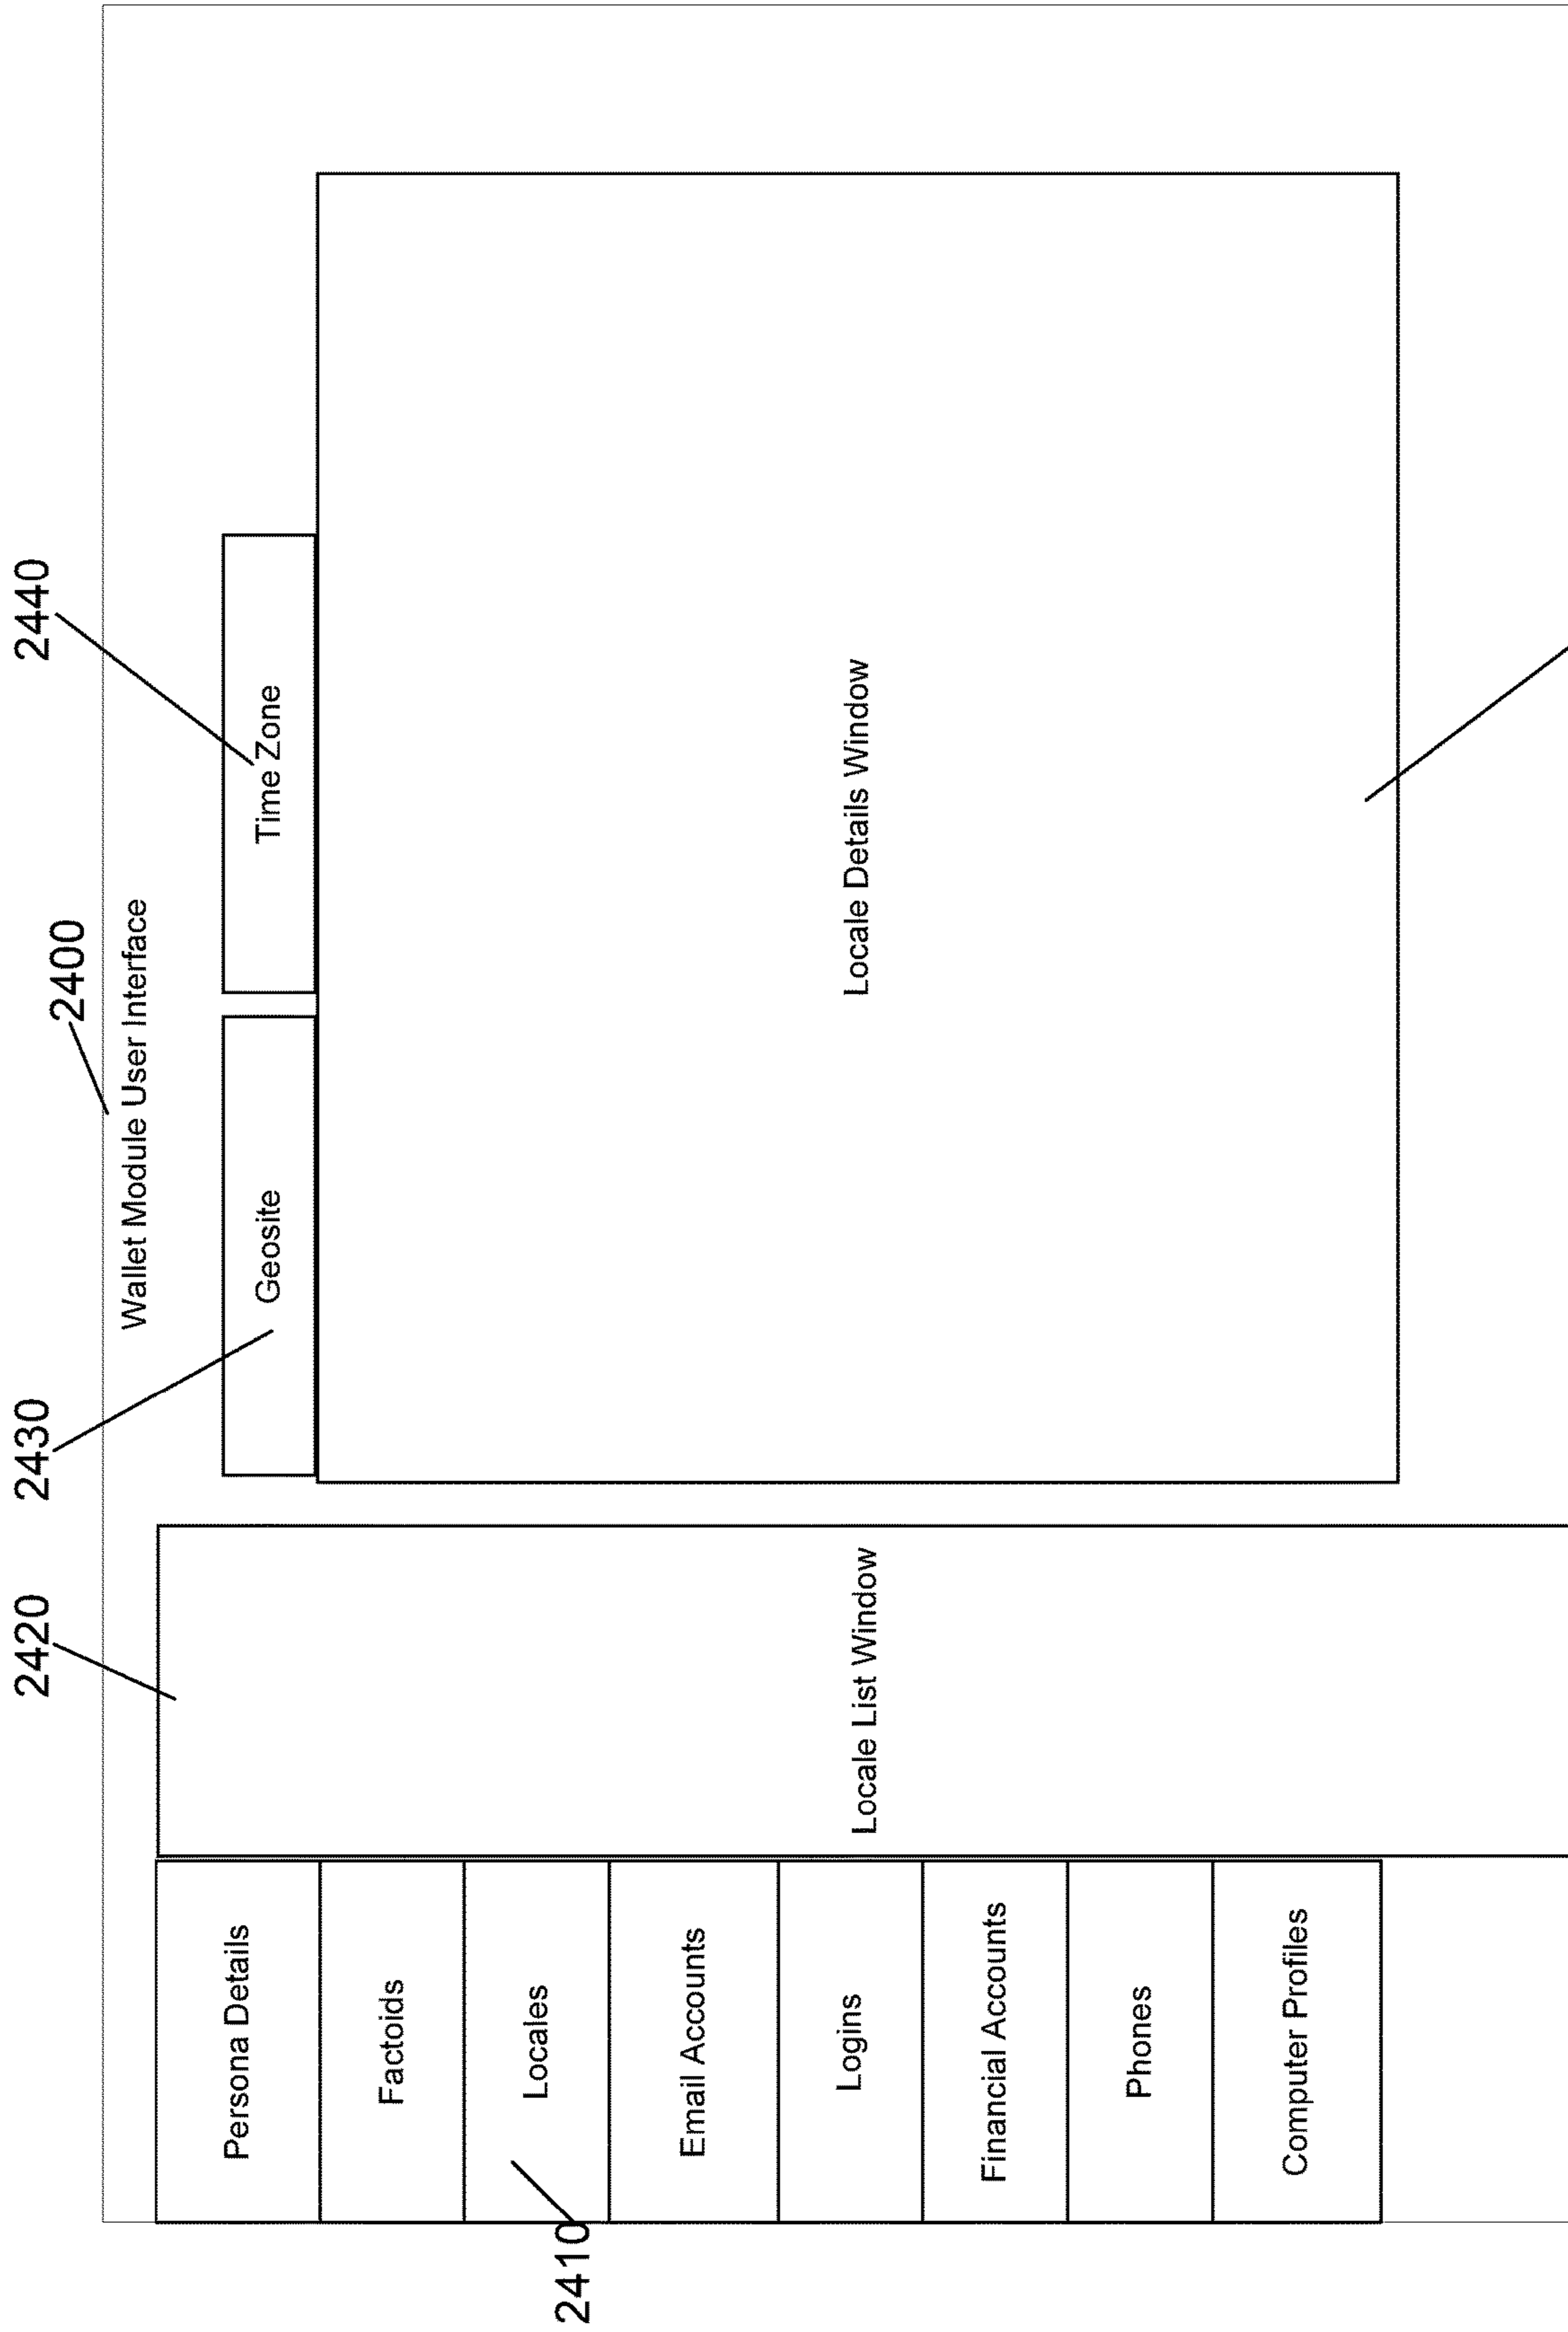 2400
Wallet Module User Interface
2420
2430
2440
Persona Details
Factoids
Locales
2410
Email Accounts
Logins
Financial Accounts
Phones
Computer Profiles
Locale List Window
Geosite
Time Zone
Locale Details Window